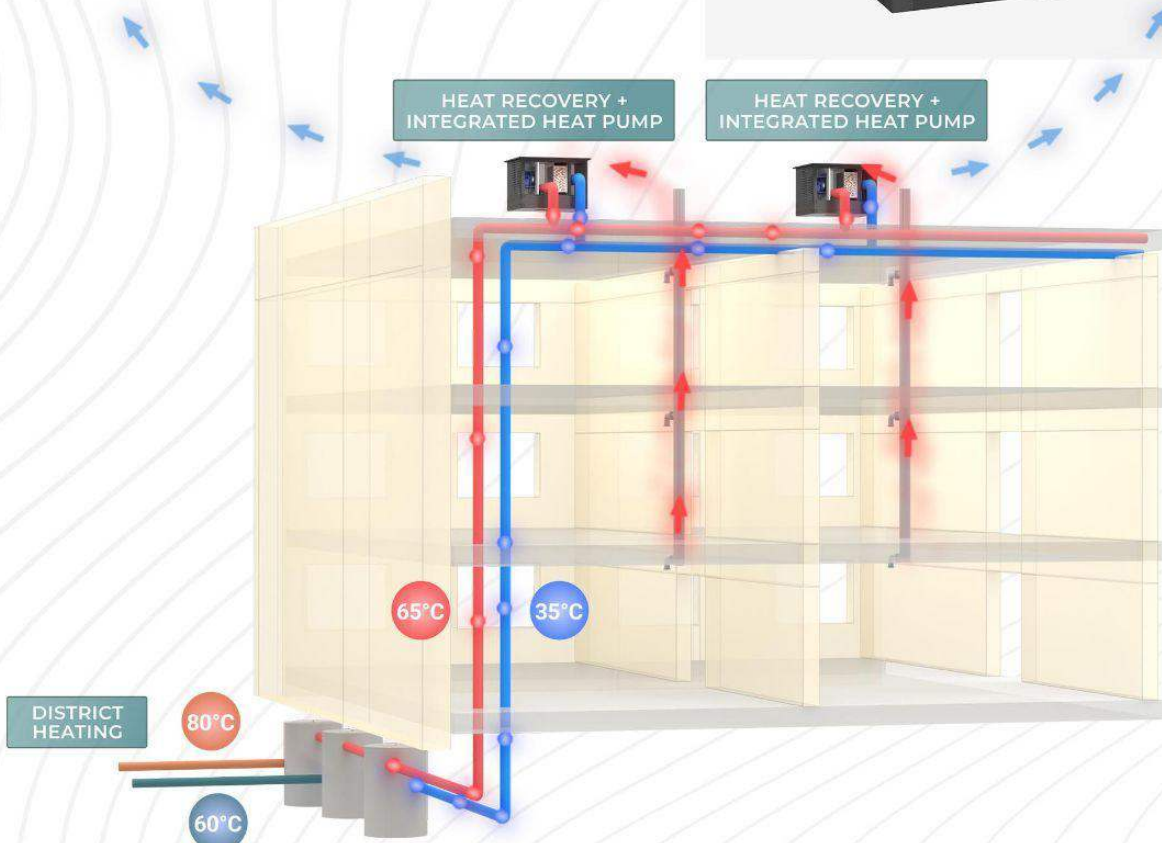 HEAT RECOVERY +
INTEGRATED HEAT PUMP
HEAT RECOVERY +
INTEGRATED HEAT PUMP
65°C
35°C
DISTRICT
HEATING
80°C
60°C